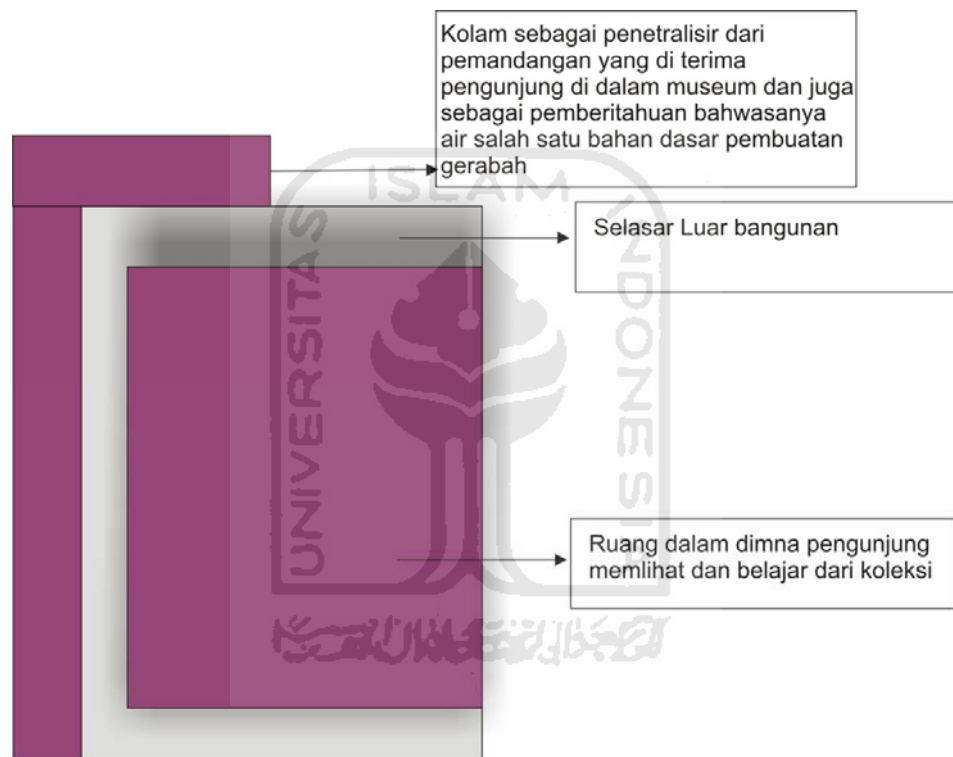 Kolam sebagai penetralisir dari
pemandangan yang di terima
pengunjung di dalam museum dan juga
sebagai pemberitahuan bahwasanya
air salah satu bahan dasar pembuatan
gerabah
Selasar Luar bangunan
Ruang dalam dimna pengunjung
memlihat dan belajar dari koleksi
UNIVERSITAS
ISLAM
INDONESIA